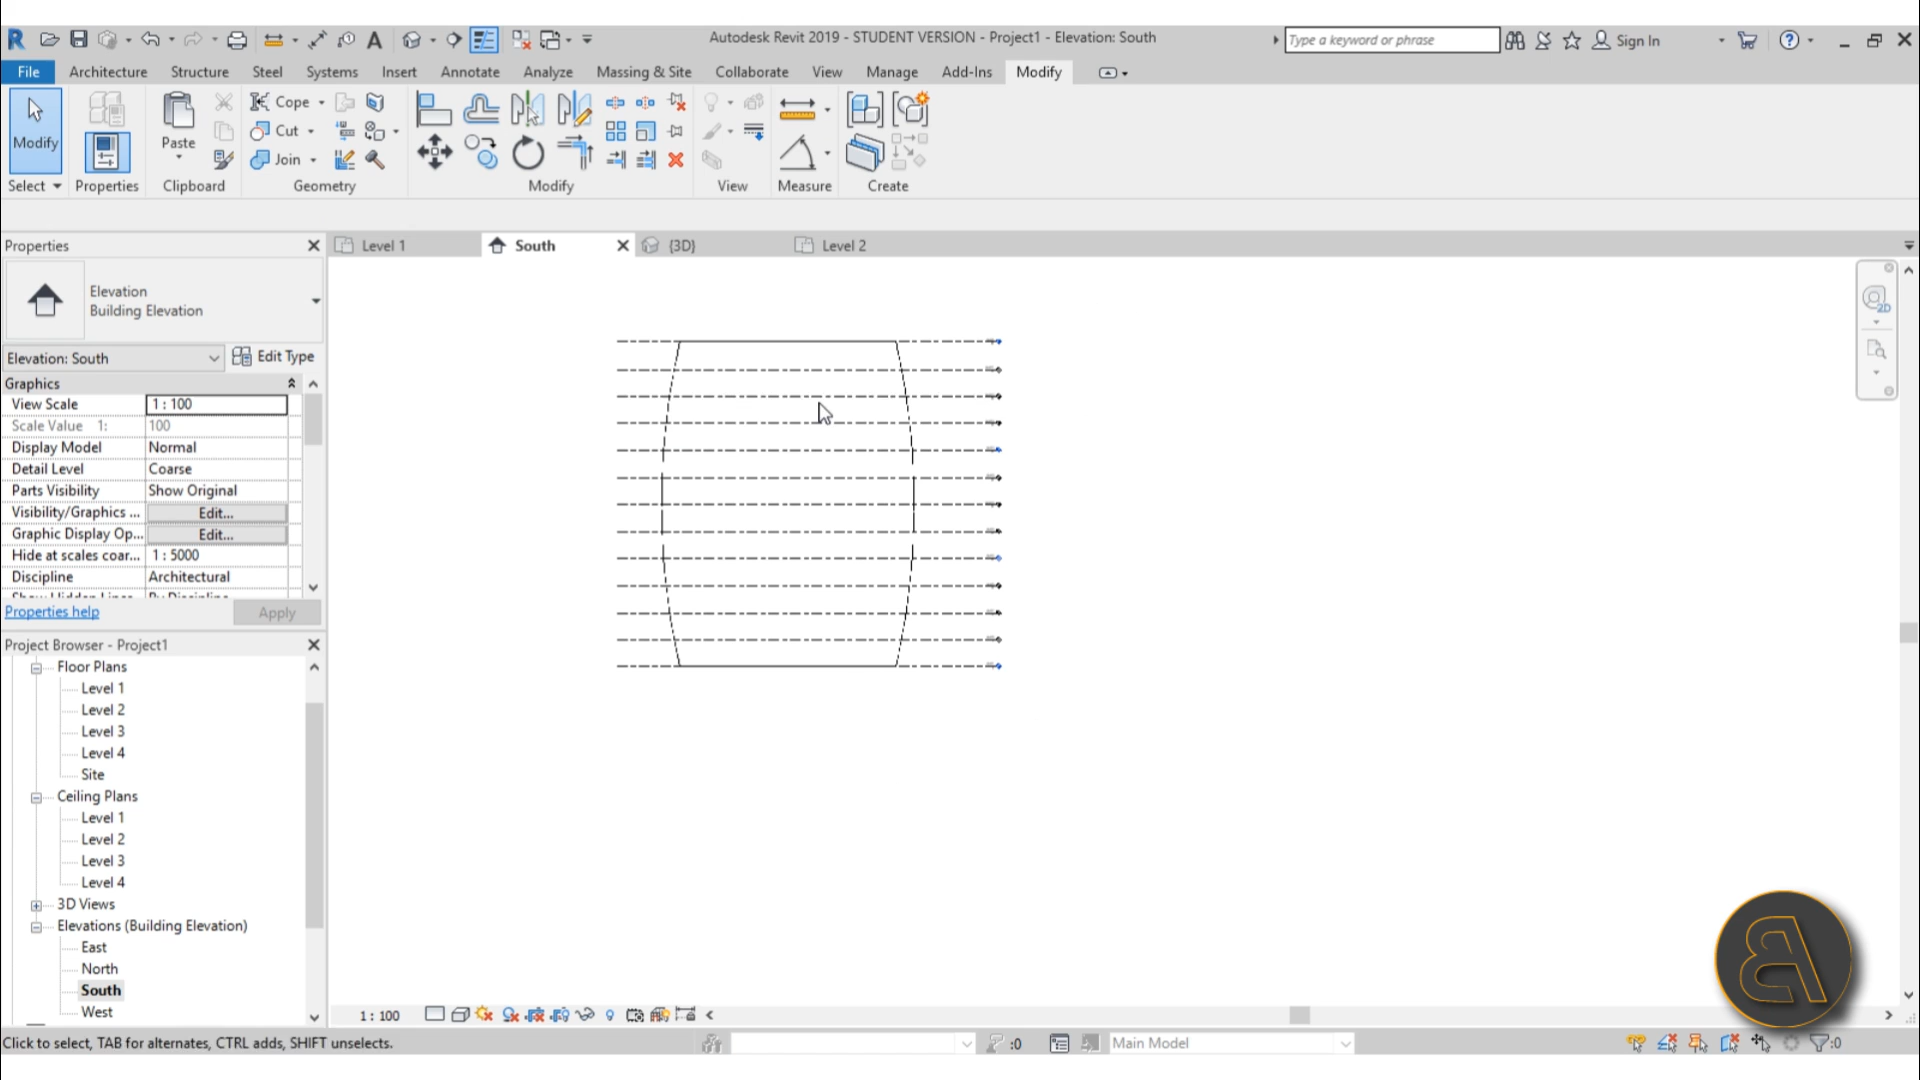 Autodesk Revit 2019 - STUDENT VERSION - Project1 - Elevation: South
Type a keyword or phrase
Sign In
File
Architecture
Structure
Steel
Systems
Insert
Annotate
Analyze
Massing & Site
Collaborate
View
Manage
Add-Ins
Modify
Modify
Paste
Cope
Cut
Join
Select
Properties
Clipboard
Geometry
Modify
View
Measure
Create
Properties
Level 1
South
{3D}
Level 2
2D
Elevation
Building Elevation
Elevation: South
Edit Type
Graphics
View Scale
1 : 100
Scale Value 1:
100
Display Model
Normal
Detail Level
Coarse
Parts Visibility
Show Original
Visibility/Graphics ...
Edit...
Graphic Display Op...
Edit...
Hide at scales coar...
1 : 5000
Discipline
Architectural
Properties help
Apply
Project Browser - Project1
Floor Plans
Level 1
Level 2
Level 3
Level 4
Site
Ceiling Plans
Level 1
Level 2
Level 3
Level 4
3D Views
Elevations (Building Elevation)
East
North
South
West
1 : 100
Click to select, TAB for alternates, CTRL adds, SHIFT unselects.
:0
Main Model
:0